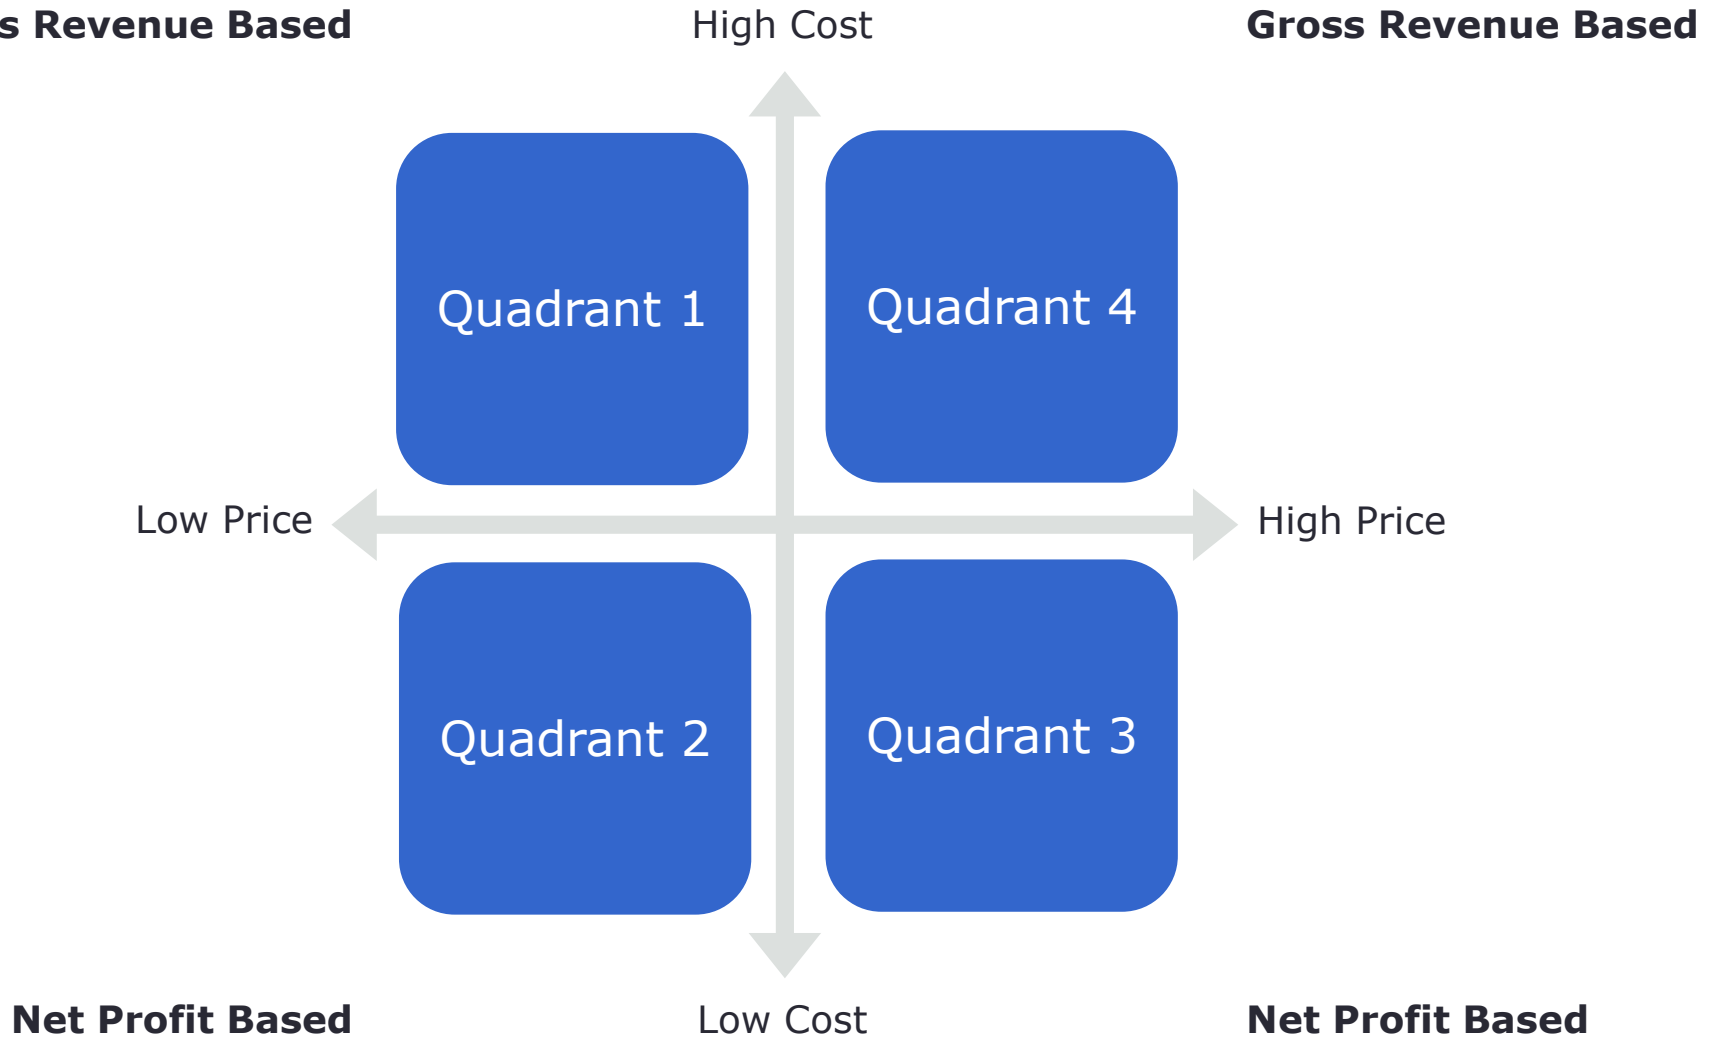 s Revenue Based
High Cost
Gross Revenue Based
Quadrant 1
Quadrant 4
Low Price
High Price
Quadrant 2
Quadrant 3
Net Profit Based
Low Cost
Net Profit Based